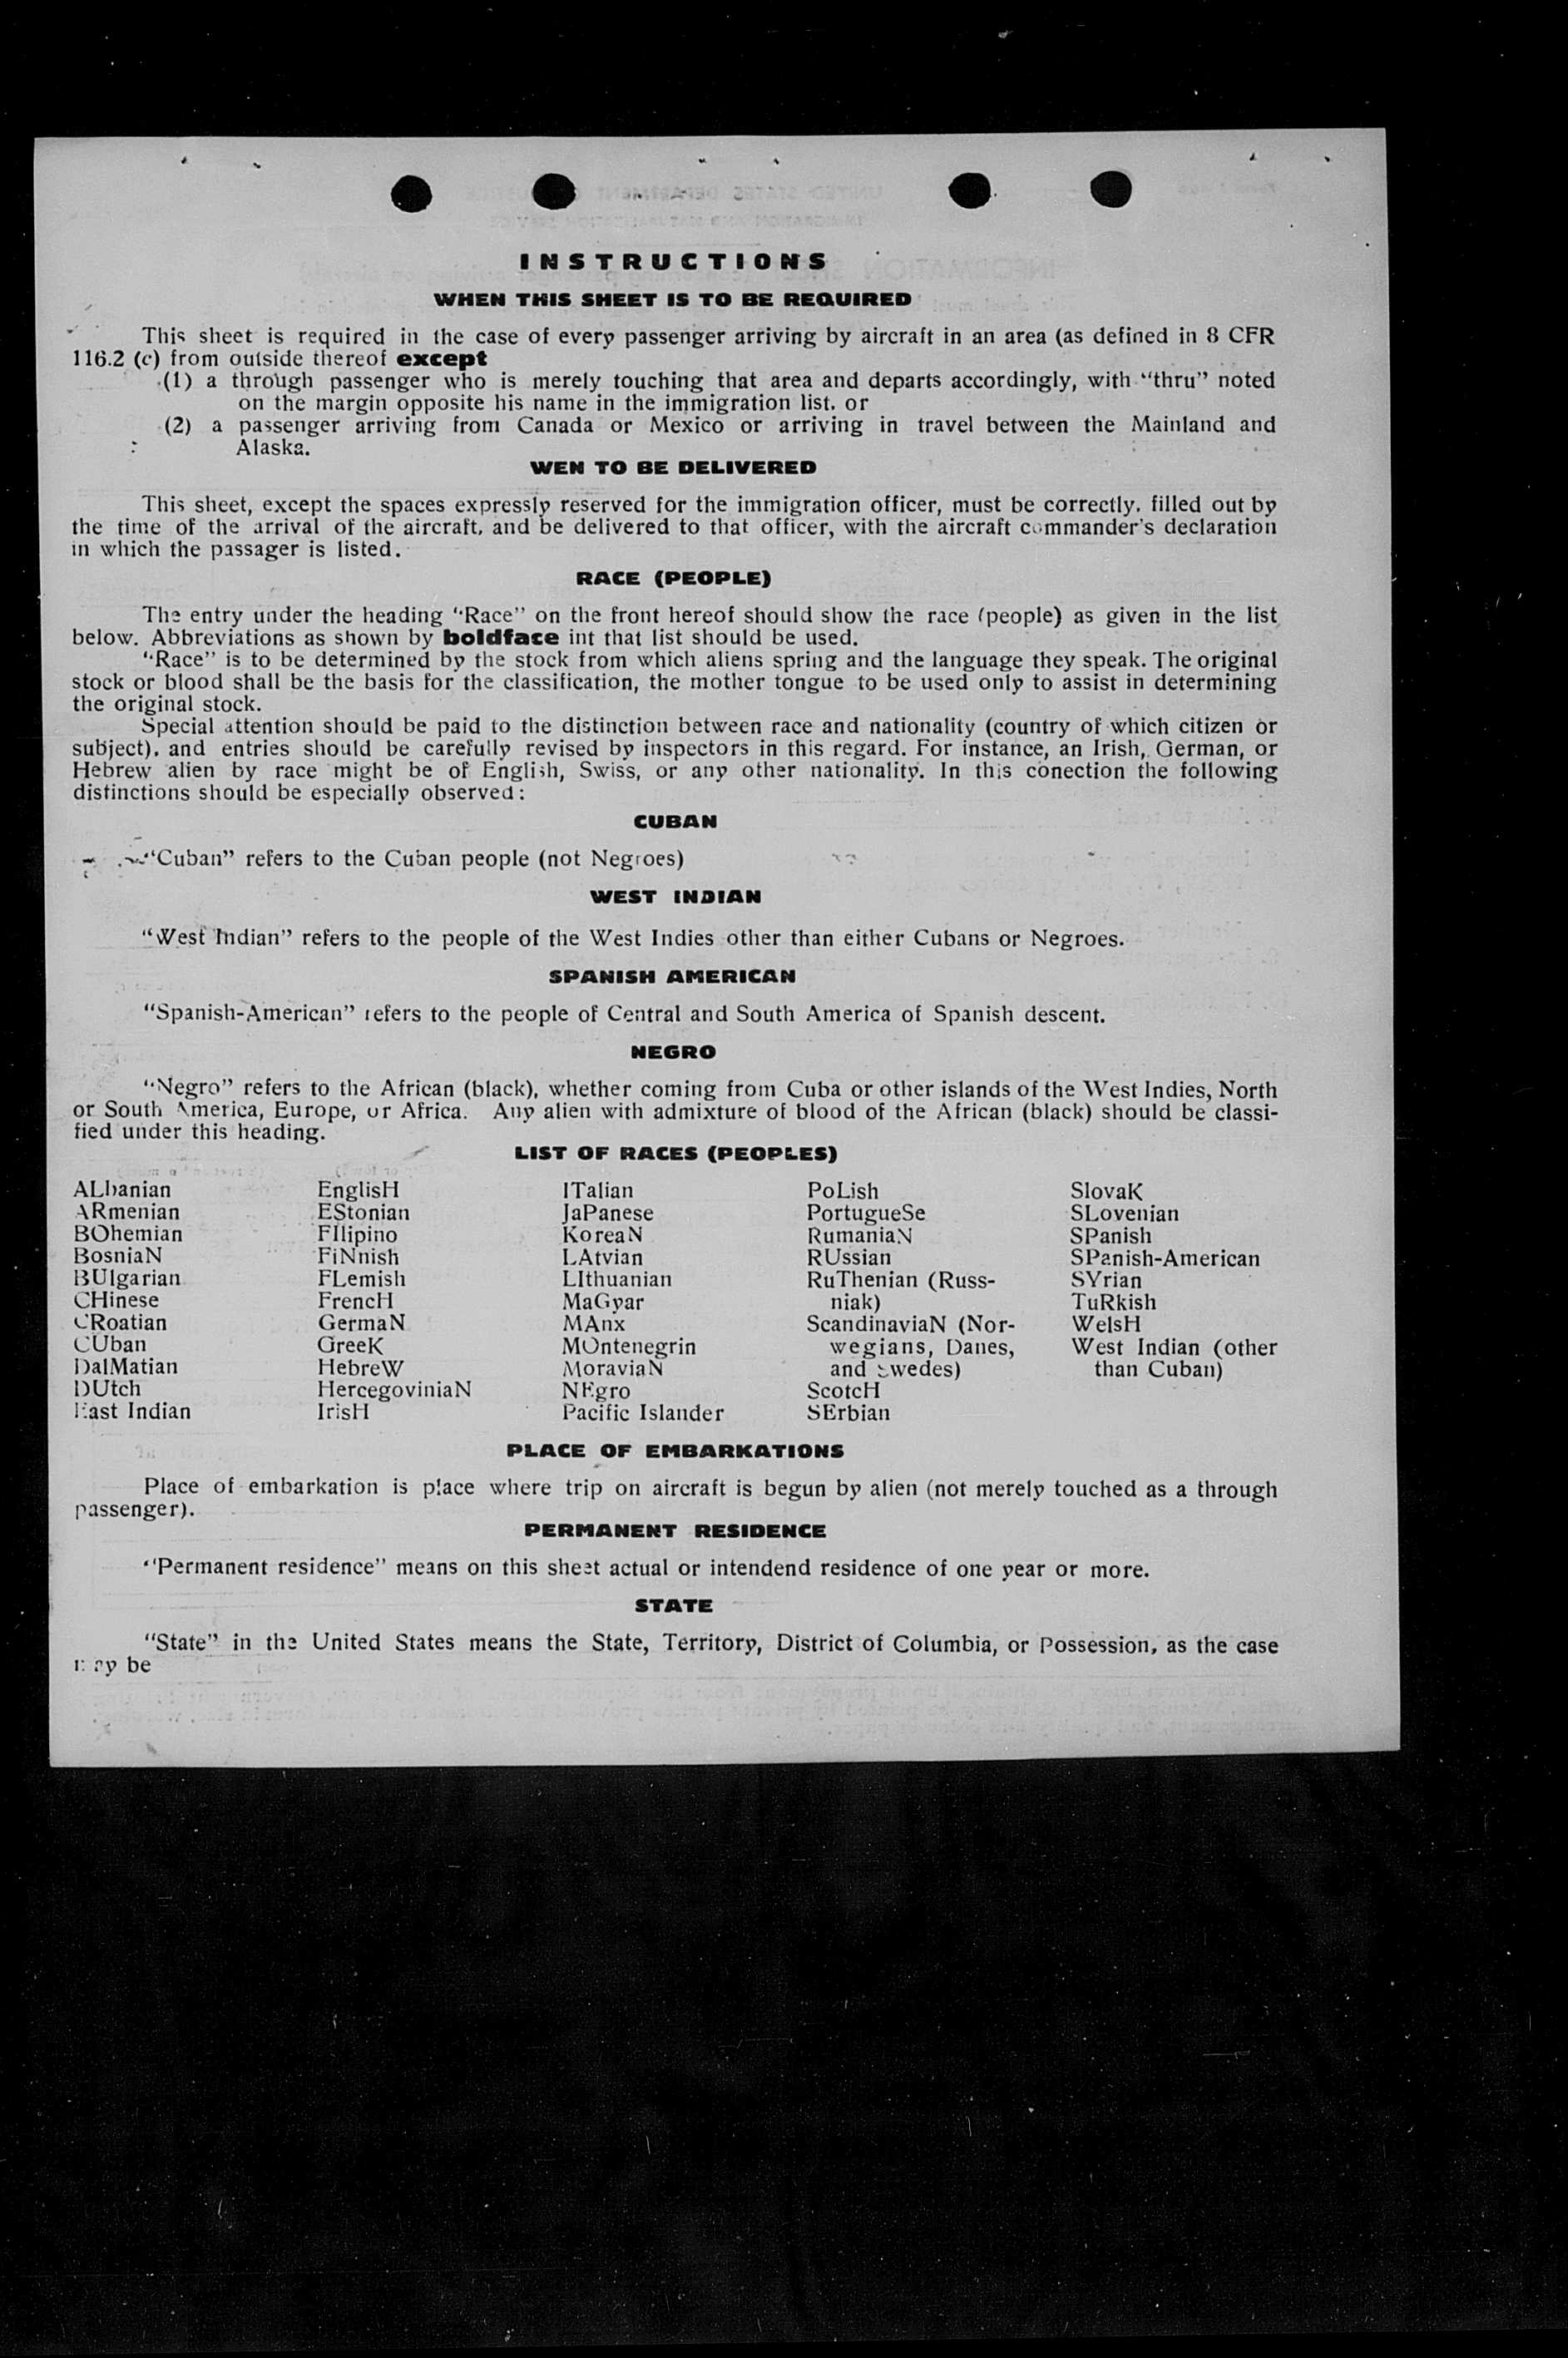 INSTRUCTIONS
WHEN THIS SHEET IS TO BE REQUIRED
This sheet is required in the case of every passenger arriving by aircraft in an area (as defined in 8 CFR
116.2 (c) from outside thereof except
(1) a through passenger who is merely touching that area and departs accordingly, with "thru" noted
on the margin opposite his name in the immigration list. or
(2) a passenger arriving from Canada or Mexico or arriving in travel between the Mainland and
Alaska.
WEN TO BE DELIVERED
This sheet, except the spaces expressly reserved for the immigration officer, must be correctly. filled out by
the time of the arrival of the aircraft, and be delivered to that officer, with the aircraft commander's declaration
in which the passager is listed.
RACE (PEOPLE)
The entry under the heading "Race" on the front hereof should show the race (people) as given in the list
below. Abbreviations as shown by boldface int that list should be used.
"Race" is to be determined by the stock from which aliens spring and the language they speak. The original
stock or blood shall be the basis for the classification, the mother tongue to be used only to assist in determining
the original stock.
Special attention should be paid to the distinction between race and nationality (country of which citizen or
subject). and entries should be carefully revised by inspectors in this regard. For instance, an Irish, German, or
Hebrew alien by race might be of English, Swiss, or any other nationality. In this conection the following
distinctions should be especially observed:
CUBAN
"Cuban" refers to the Cuban people (not Negroes)
WEST INDIAN
"West Indian" refers to the people of the West Indies other than either Cubans or Negroes.
SPANISH AMERICAN
"Spanish-American" refers to the people of Central and South America of Spanish descent.
NEGRO
"Negro" refers to the African (black), whether coming from Cuba or other islands of the West Indies, North
or South America, Europe, or Africa. Any alien with admixture of blood of the African (black) should be classi-
fied under this heading.
LIST OF RACES (PEOPLES)
ALbanian
ARmenian
BOhemian
BosniaN
BUlgarian
CHinese
CRoatian
CUban
DalMatian
DUtch
East Indian
EnglisH
EStonian
FIlipino
FiNnish
FLemish
FrencH
GermaN
GreeK
HebreW
HercegoviniaN
IrisH
ITalian
JaPanese
KoreaN
LAtvian
LIthuanian
MaGyar
MAnx
MOntenegrin
MoraviaN
NEgro
Pacific Islander
PoLish
PortugueSe
RumaniaN
RUssian
RuThenian (Russ-
niak)
ScandinaviaN (Nor-
wegians, Danes,
and Swedes)
ScotcH
SErbian
SlovaK
SLovenian
SPanish
SPanish-American
SYrian
TuRkish
WelsH
West Indian (other
than Cuban)
PLACE OF EMBARKATIONS
Place of embarkation is place where trip on aircraft is begun by alien (not merely touched as a through
passenger).
PERMANENT RESIDENCE
"Permanent residence" means on this sheet actual or intendend residence of one year or more.
STATE
"State" in the United States means the State, Territory, District of Columbia, or Possession, as the case
may be